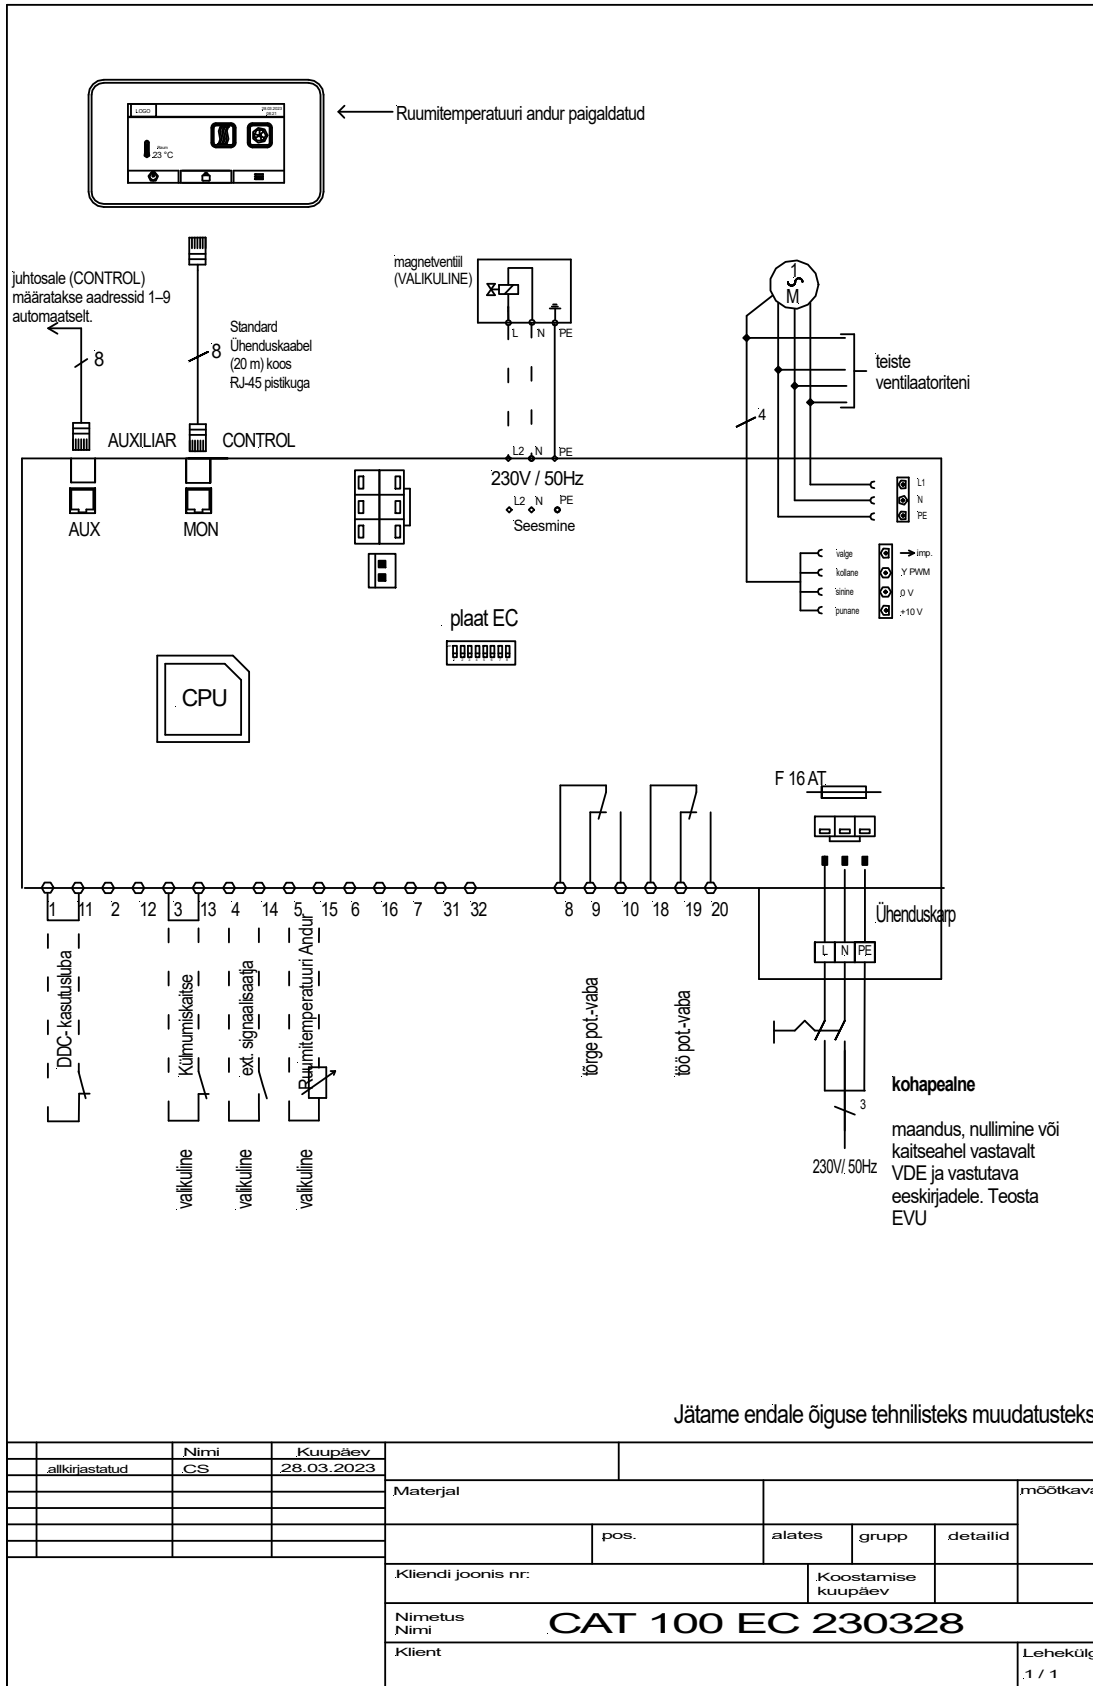 LOGO
28.03.2023
Room
23 °C
Ruumitemperatuuri andur paigaldatud
juhtosale (CONTROL)
määratakse aadressid 1–9
automaatselt.
8
Standard
Ühenduskaabel
(20 m) koos
RJ-45 pistikuga
8
magnetventiil
(VALIKULINE)
L N PE
1
M
teiste
ventilaatoriteni
4
AUXILIAR
CONTROL
L2 N PE
230V / 50Hz
L2 N PE
Seesmine
AUX
MON
L1
N
PE
valge imp.
kollane Y PWM
sinine 0 V
punane +10 V
plaat EC
CPU
F 16 AT
1 11 2 12 3 13 4 14 5 15 6 16 7 31 32 8 9 10 18 19 20
Ühenduskarp
L N PE
DDC- kasutusluba
Külmumiskaitse
ext. signaalisaatja
Ruumitemperatuuri Andur
tõrge pot.-vaba
töö pot.-vaba
valikuline
valikuline
valikuline
3
230V/ 50Hz
kohapealne
maandus, nullimine või
kaitseahel vastavalt
VDE ja vastutava
eeskirjadele. Teosta
EVU
Jätame endale õiguse tehnilisteks muudatusteks
Nimi Kuupäev
allkirjastatud CS 28.03.2023
Materjal
mõõtkava
pos. alates grupp detailid
Kliendi joonis nr:
Koostamise
kuupäev
Nimetus
Nimi
CAT 100 EC 230328
Klient
Lehekülg
1 / 1